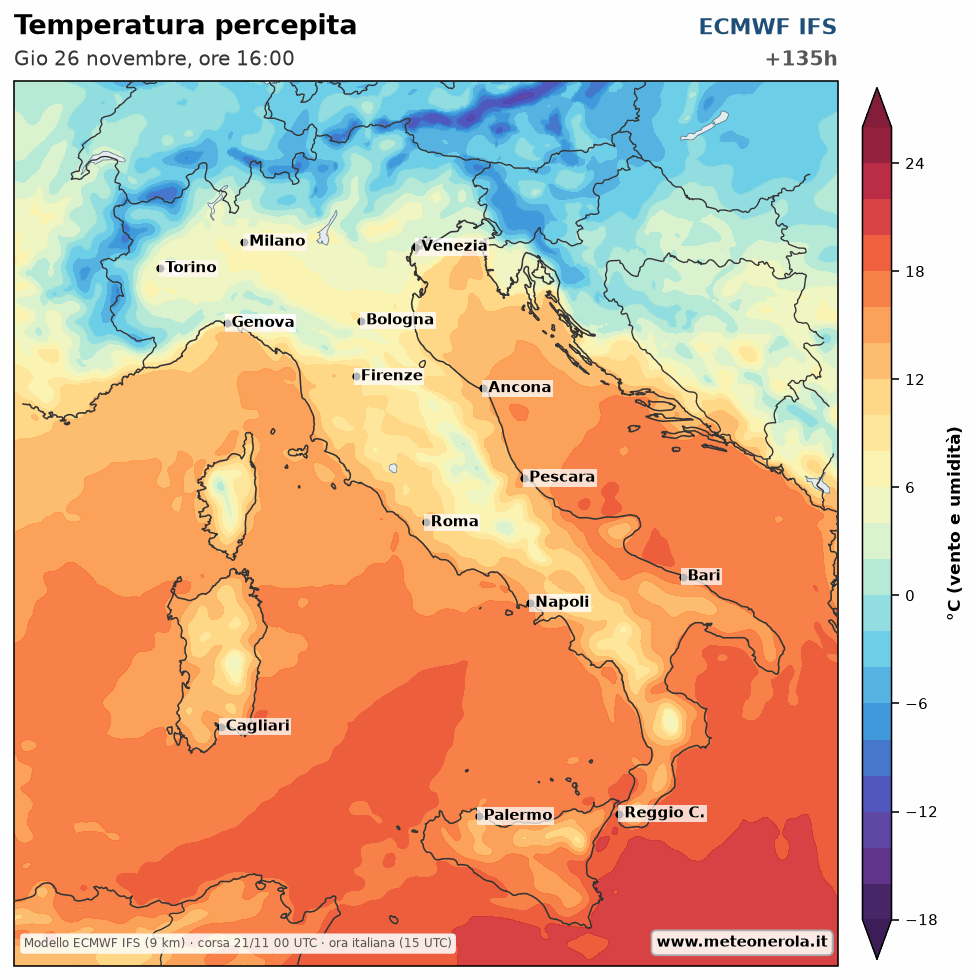 Temperatura percepita
ECMWF IFS
Gio 26 novembre, ore 16:00
+135h
Milano
Venezia
Torino
Genova
Bologna
Firenze
Ancona
Pescara
Roma
Bari
Napoli
Cagliari
Palermo
Reggio C.
24
18
12
6
0
−6
−12
−18
°C (vento e umidità)
Modello ECMWF IFS (9 km) · corsa 21/11 00 UTC · ora italiana (15 UTC)
www.meteonerola.it